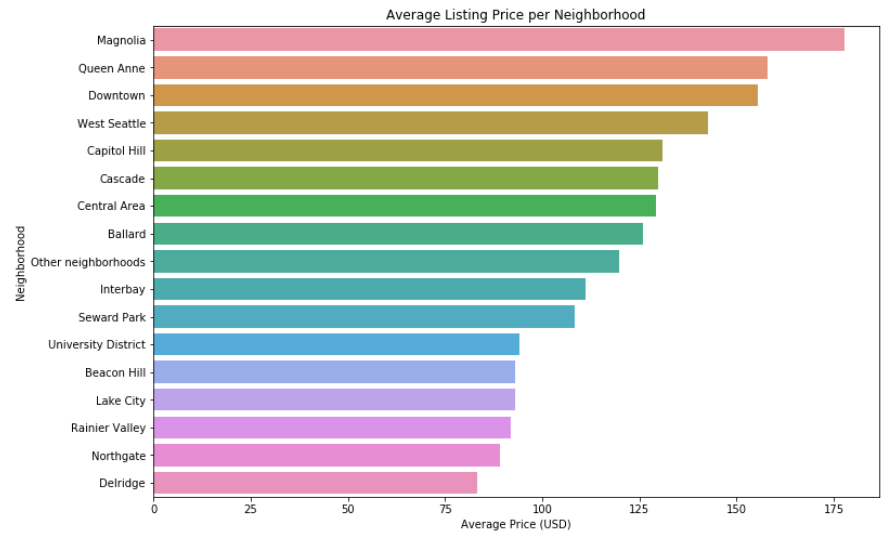 Average Listing Price per Neighborhood
Neighborhood
Magnolia
Queen Anne
Downtown
West Seattle
Capitol Hill
Cascade
Central Area
Ballard
Other neighborhoods
Interbay
Seward Park
University District
Beacon Hill
Lake City
Rainier Valley
Northgate
Delridge
0 25 50 75 100 125 150 175
Average Price (USD)